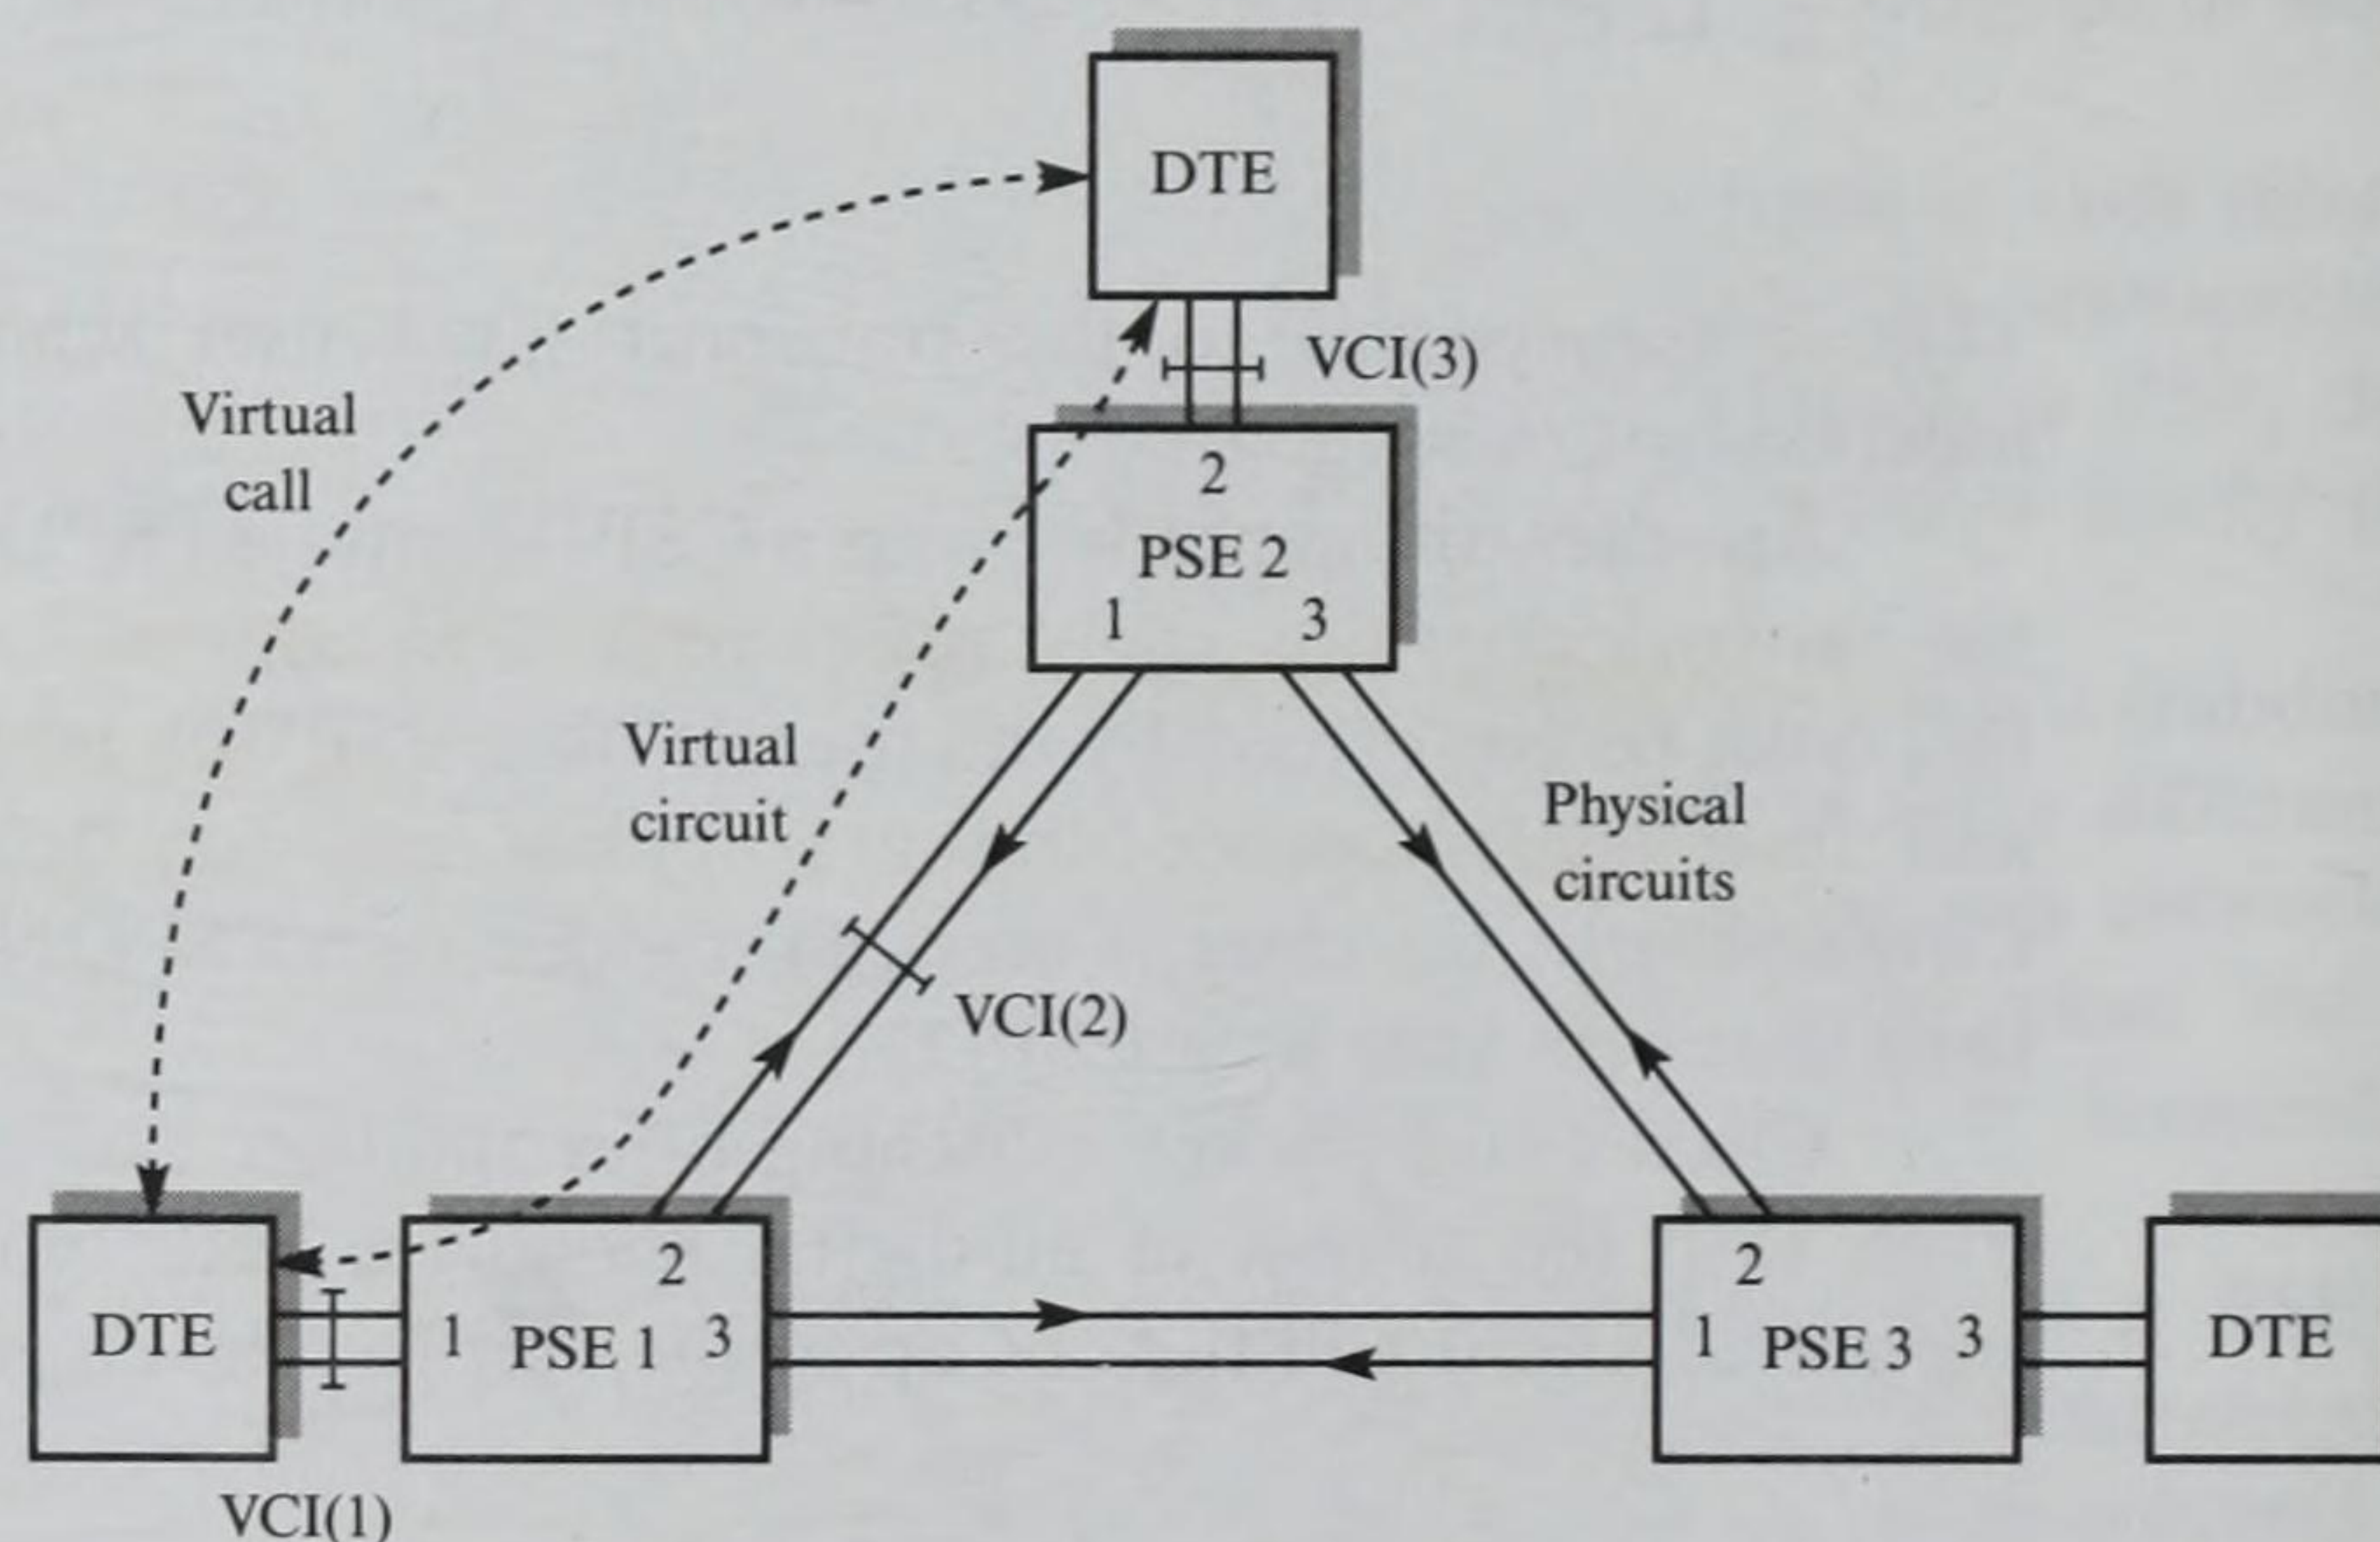 DTE
VCI(3)
Virtual
call
2
PSE 2
1 3
Virtual
circuit
Physical
circuits
VCI(2)
2
DTE 1 PSE 1 3
2
1 PSE 3 3 DTE
VCI(1)